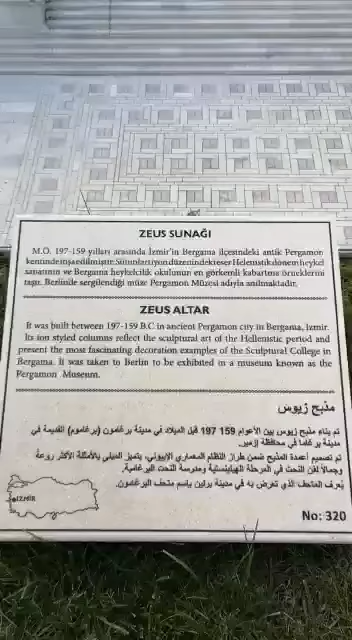 ZEUS SUNAĞI
M.Ö. 197-159 yılları arasında İzmir'in Bergama ilçesindeki antik Pergamon
kentinde inşa edilmiştir. Sütunları iyon düzenindeki eser Helenistik dönem heykel
sanatının ve Bergama heykelcilik okulunun en görkemli kabartma örneklerini
taşır. Berlin'de sergilendiği müze Pergamon Müzesi adıyla anılmaktadır.
ZEUS ALTAR
It was built between 197-159 B.C. in ancient Pergamon city in Bergama, İzmir.
Its ion styled columns reflect the sculptural art of the Hellenistic period and
present the most fascinating decoration examples of the Sculptural College in
Bergama. It was taken to Berlin to be exhibited in a museum known as the
Pergamon Museum.
مذبح زيوس
تم بناء مذبح زيوس بين الأعوام 159 197 قبل الميلاد في مدينة برغامون (برغاموم) القديمة في
مدينة برغاما في محافظة إزمير.
تم تصميم أعمدة المذبح ضمن طراز النظام المعماري الإيوني، يتميز المبنى بالأمثلة الأكثر روعة
وجمالاً لفن النحت في المرحلة الهيلينستية ومدرسة النحت البرغامية.
يُعرف المتحف الذي تعرض به في مدينة برلين باسم متحف البرغامون.
İZMİR
No: 320